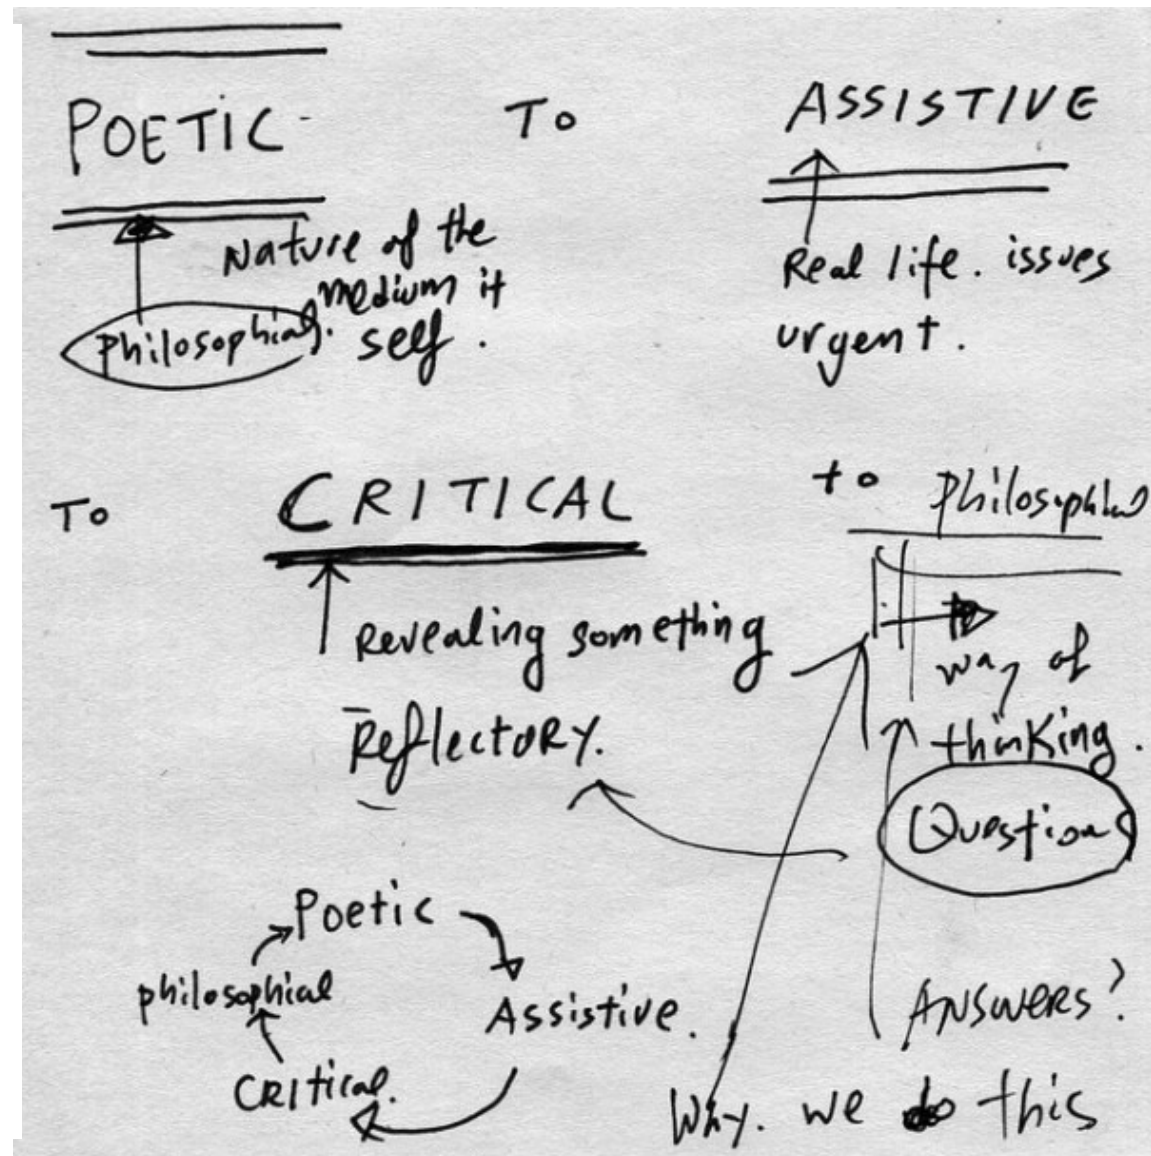 POETIC TO ASSISTIVE
Nature of the
medium it
self.
philosophical.
Real life. issues
urgent.
To CRITICAL to philosophical
Revealing something
Reflectory.
way of
thinking.
Questions
Poetic
philosophical
Assistive.
Critical.
ANSWERS?
Why. we do this